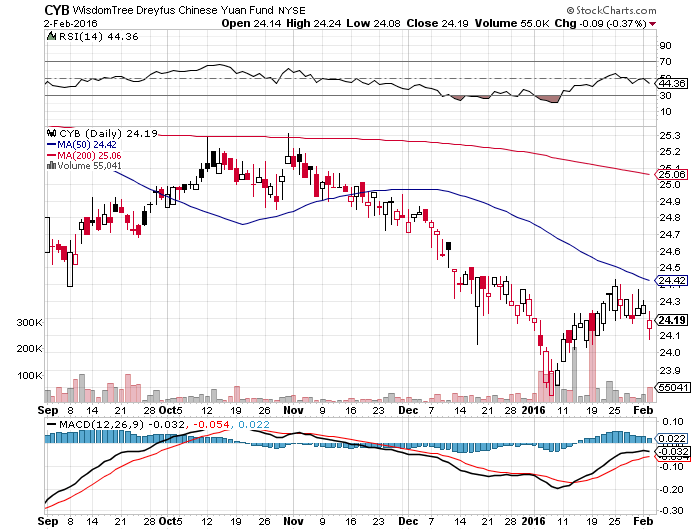 CYB WisdomTree Dreyfus Chinese Yuan Fund NYSE © StockCharts.com
2-Feb-2016 Open 24.14 High 24.24 Low 24.08 Close 24.19 Volume 55.0K Chg -0.09 (-0.37%)
RSI(14) 44.36
90
70
50
44.36
30
10
CYB (Daily) 24.19
MA(50) 24.42
MA(200) 25.06
Volume 55,041
25.3
25.2
25.1
25.06
25.0
24.9
24.8
24.7
24.6
24.5
24.42
24.3
24.19
24.1
24.0
23.9
55041
300K
200K
100K
Sep 8 14 21 28 Oct5 12 19 26 Nov 9 16 23 Dec 7 14 21 28 2016 11 19 25 Feb
MACD(12,26,9) -0.032, -0.054, 0.022
0.10
0.022
-0.032
-0.054
-0.10
-0.20
-0.30
Sep 8 14 21 28 Oct5 12 19 26 Nov 9 16 23 Dec 7 14 21 28 2016 11 19 25 Feb